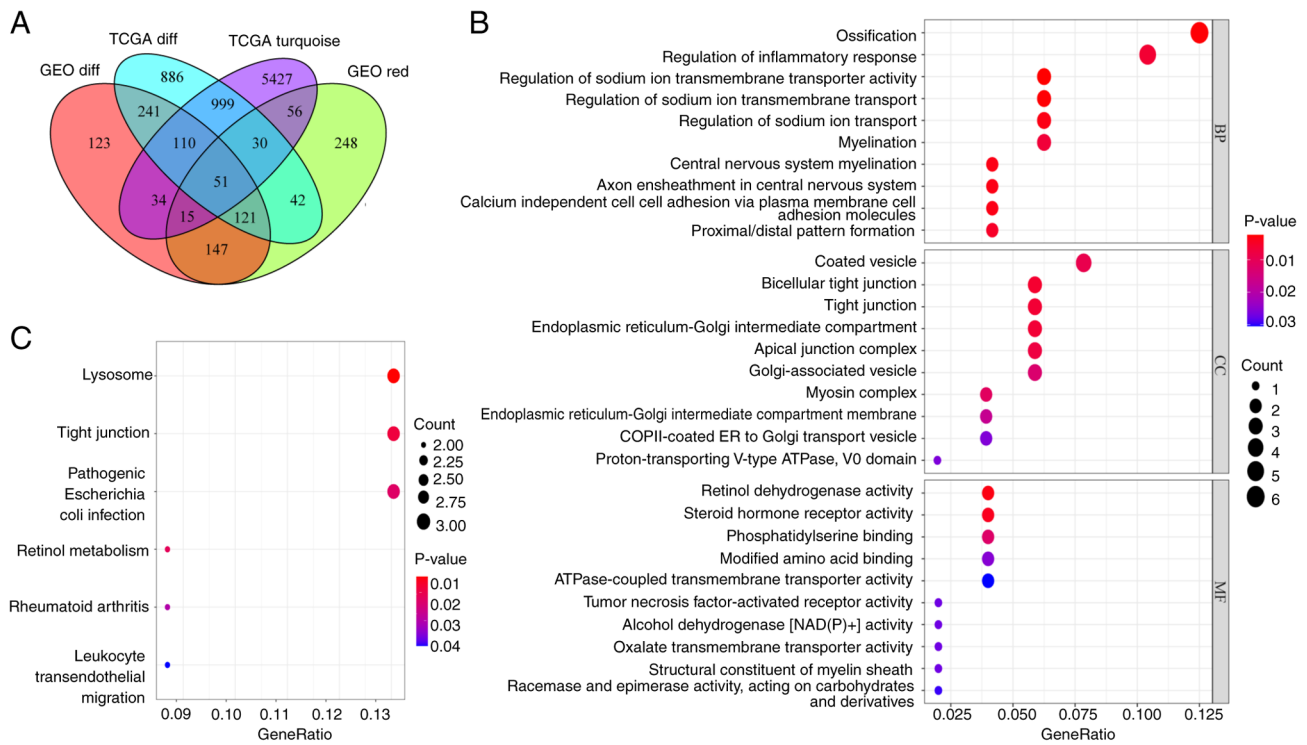 A
TCGA diff
TCGA turquoise
GEO diff
GEO red
886
5427
241
999
56
123
110
30
248
51
34
42
15
121
147
B
Ossification
Regulation of inflammatory response
Regulation of sodium ion transmembrane transporter activity
Regulation of sodium ion transmembrane transport
Regulation of sodium ion transport
Myelination
Central nervous system myelination
Axon ensheathment in central nervous system
Calcium independent cell cell adhesion via plasma membrane cell
adhesion molecules
Proximal/distal pattern formation
BP
Coated vesicle
Bicellular tight junction
Tight junction
Endoplasmic reticulum-Golgi intermediate compartment
Apical junction complex
Golgi-associated vesicle
Myosin complex
Endoplasmic reticulum-Golgi intermediate compartment membrane
COPII-coated ER to Golgi transport vesicle
Proton-transporting V-type ATPase, V0 domain
CC
Retinol dehydrogenase activity
Steroid hormone receptor activity
Phosphatidylserine binding
Modified amino acid binding
ATPase-coupled transmembrane transporter activity
Tumor necrosis factor-activated receptor activity
Alcohol dehydrogenase [NAD(P)+] activity
Oxalate transmembrane transporter activity
Structural constituent of myelin sheath
Racemase and epimerase activity, acting on carbohydrates
and derivatives
MF
0.025 0.050 0.075 0.100 0.125
GeneRatio
P-value
0.01
0.02
0.03
Count
1
2
3
4
5
6
C
Lysosome
Tight junction
Pathogenic
Escherichia
coli infection
Retinol metabolism
Rheumatoid arthritis
Leukocyte
transendothelial
migration
0.09 0.10 0.11 0.12 0.13
GeneRatio
Count
2.00
2.25
2.50
2.75
3.00
P-value
0.01
0.02
0.03
0.04